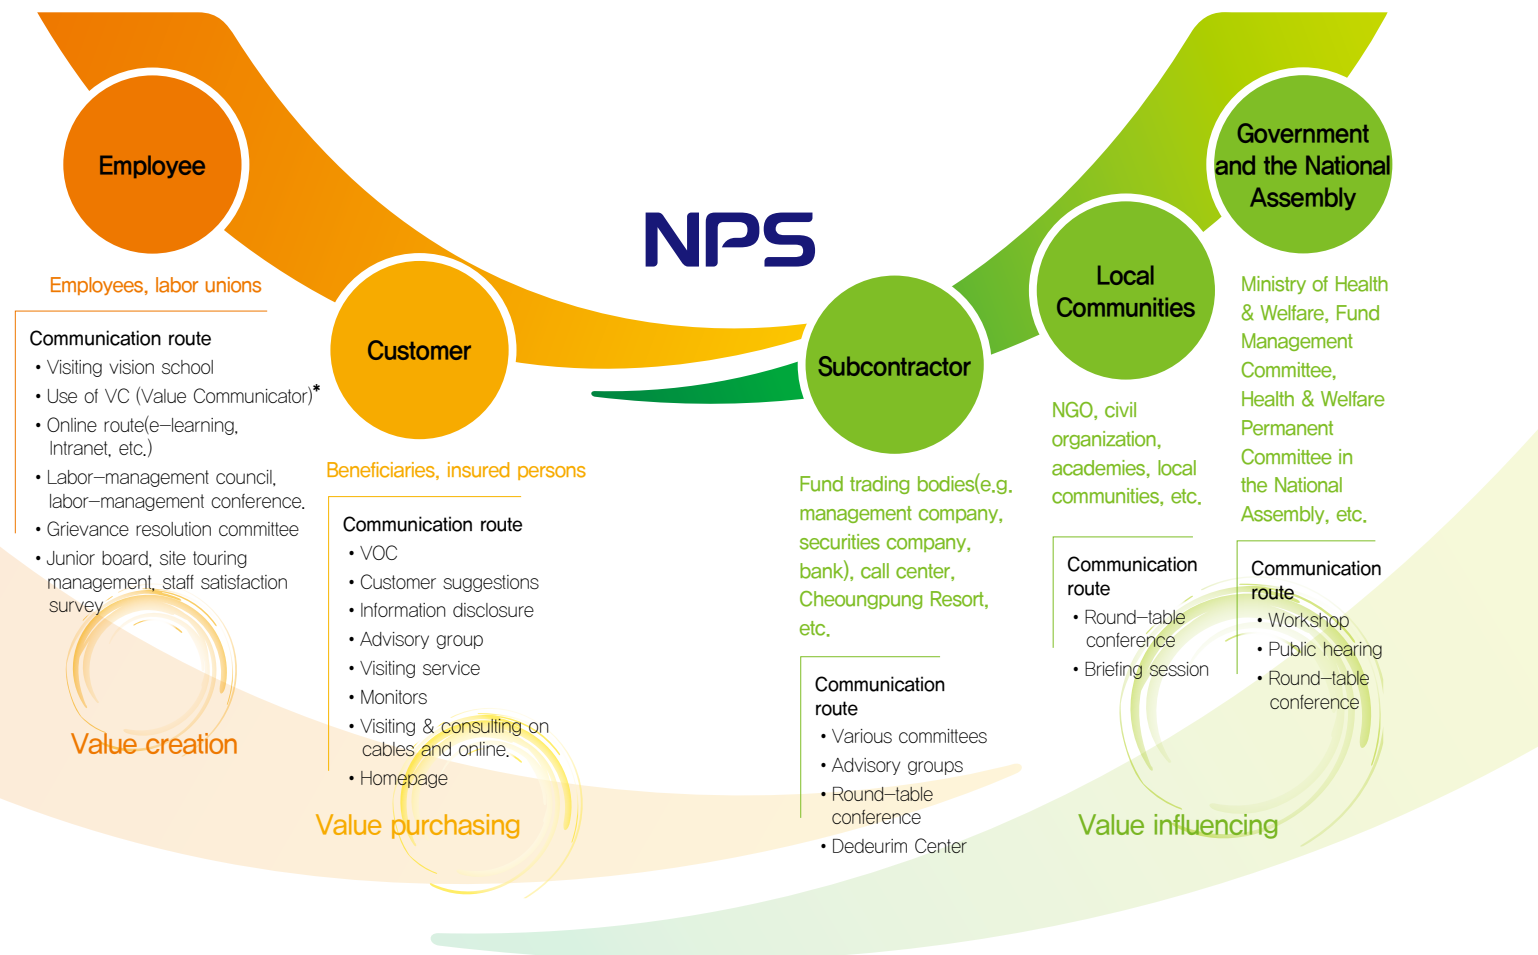 NPS
Employee
Employees, labor unions
Communication route
• Visiting vision school
• Use of VC (Value Communicator)*
• Online route(e-learning,
Intranet, etc.)
• Labor-management council,
labor-management conference.
• Grievance resolution committee
• Junior board, site touring
management, staff satisfaction
survey
Value creation
Customer
Beneficiaries, insured persons
Communication route
• VOC
• Customer suggestions
• Information disclosure
• Advisory group
• Visiting service
• Monitors
• Visiting & consulting on
cables and online.
• Homepage
Value purchasing
Subcontractor
Fund trading bodies(e.g.
management company,
securities company,
bank), call center,
Cheoungpung Resort,
etc.
Communication
route
• Various committees
• Advisory groups
• Round-table
conference
• Dedeurim Center
Local
Communities
NGO, civil
organization,
academies, local
communities, etc.
Communication
route
• Round-table
conference
• Briefing session
Government
and the National
Assembly
Ministry of Health
& Welfare, Fund
Management
Committee,
Health & Welfare
Permanent
Committee in
the National
Assembly, etc.
Communication
route
• Workshop
• Public hearing
• Round-table
conference
Value influencing